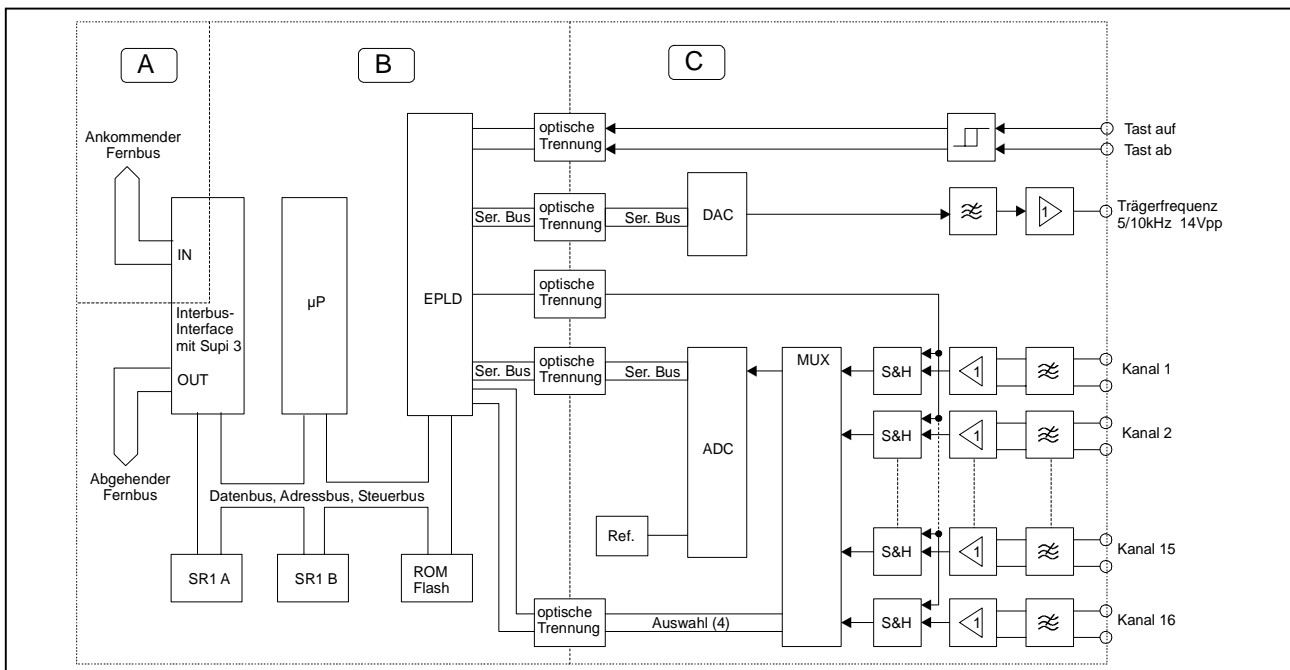 A
B
C
Ankommender
Fernbus
IN
Interbus-
Interface
mit Supi 3
OUT
Abgehender
Fernbus
µP
EPLD
Datenbus, Adressbus, Steuerbus
SR1 A
SR1 B
ROM
Flash
optische
Trennung
Tast auf
Tast ab
Ser. Bus
optische
Trennung
Ser. Bus
DAC
1
Trägerfrequenz
5/10kHz 14Vpp
optische
Trennung
Ser. Bus
optische
Trennung
Ser. Bus
ADC
Ref.
MUX
S&H
1
Kanal 1
S&H
1
Kanal 2
S&H
1
Kanal 15
S&H
1
Kanal 16
optische
Trennung
Auswahl (4)